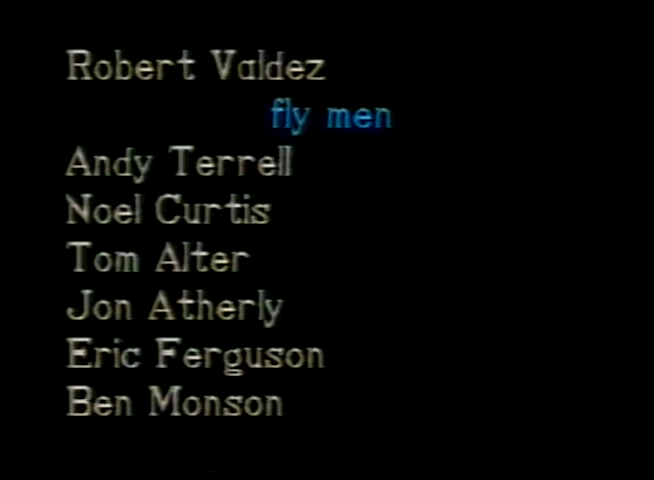 Robert Valdez
fly men
Andy Terrell
Noel Curtis
Tom Alter
Jon Atherly
Eric Ferguson
Ben Monson